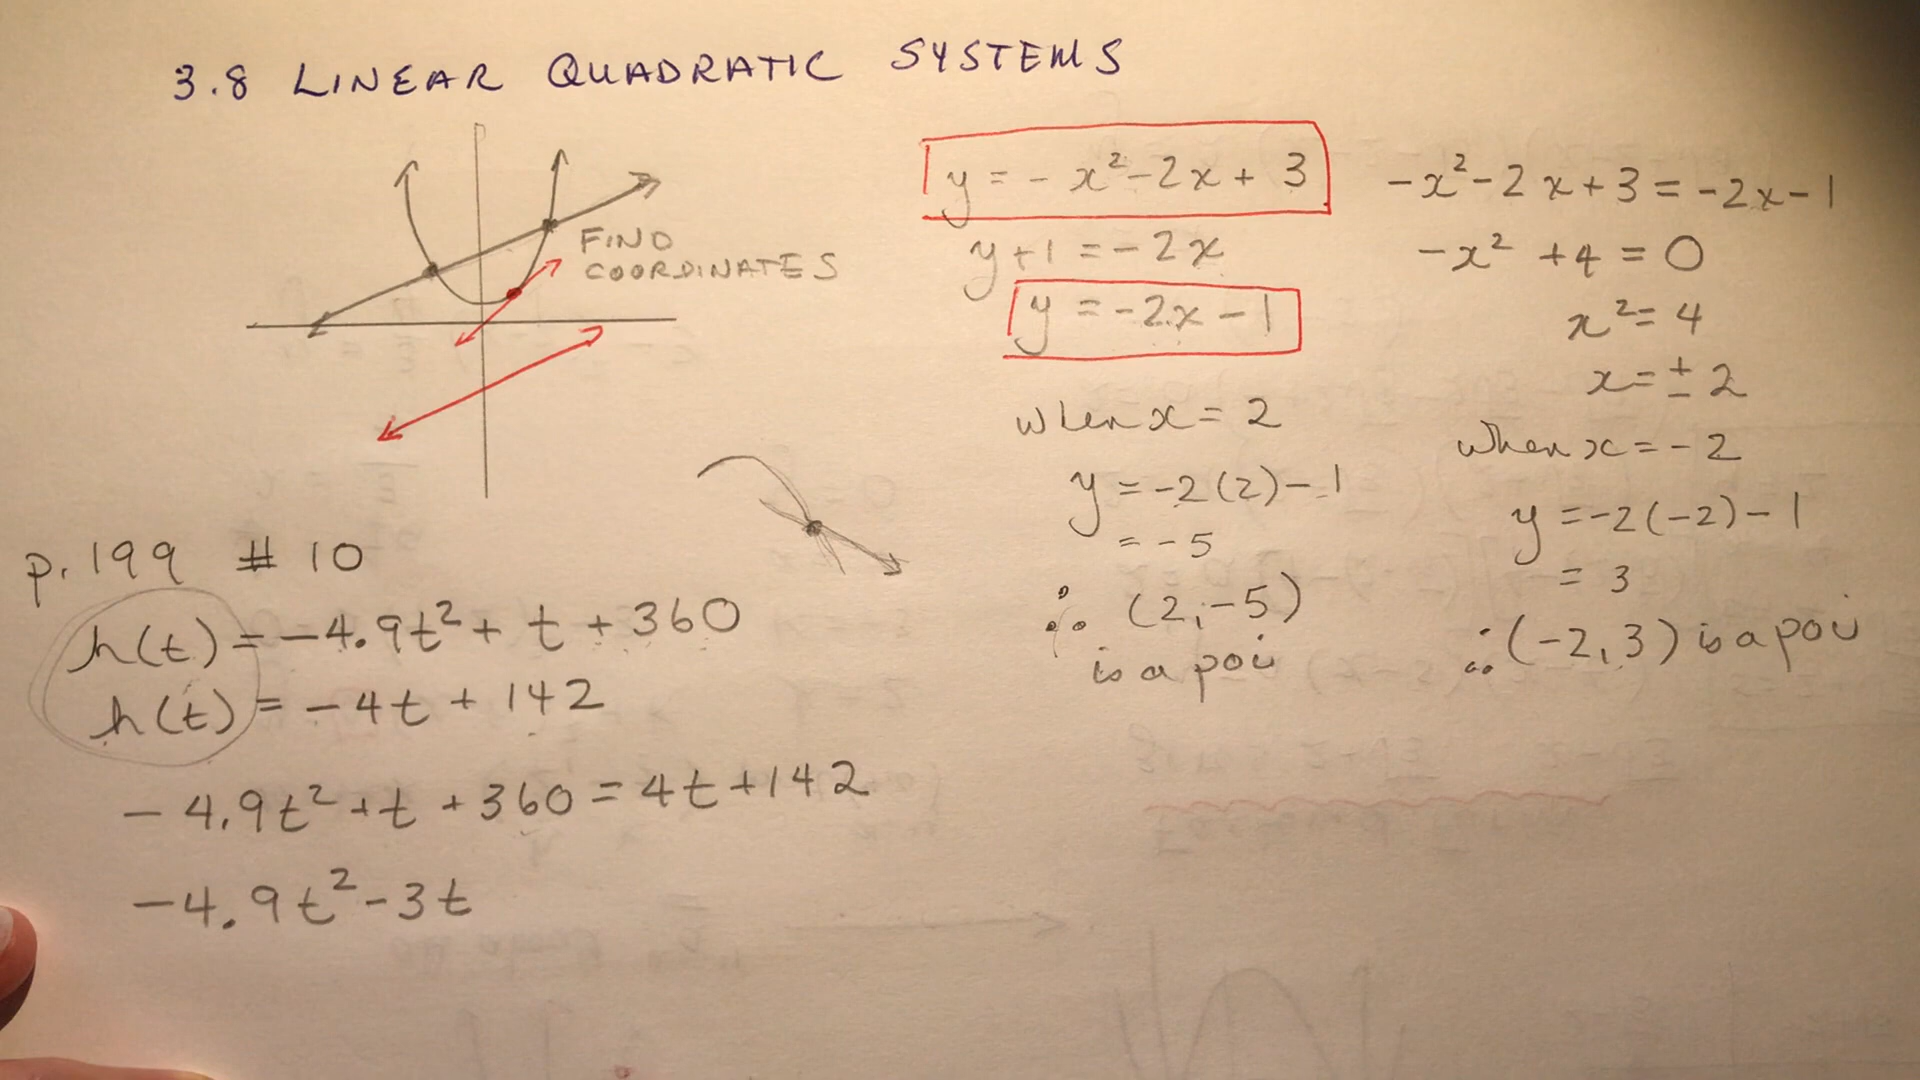 3.8 LINEAR QUADRATIC SYSTEMS
FIND
COORDINATES
y = - x² - 2x + 3
y + 1 = - 2x
y = - 2x - 1
when x = 2
y = -2(2) - 1
= -5
∴ (2, -5)
is a poi
-x² - 2x + 3 = -2x - 1
-x² + 4 = 0
x² = 4
x = ± 2
when x = - 2
y = -2(-2) - 1
= 3
∴ (-2, 3) is a poi
p. 199 # 10
h(t) = -4.9t² + t + 360
h(t) = - 4t + 142
- 4.9t² + t + 360 = 4t + 142
-4.9t² - 3t